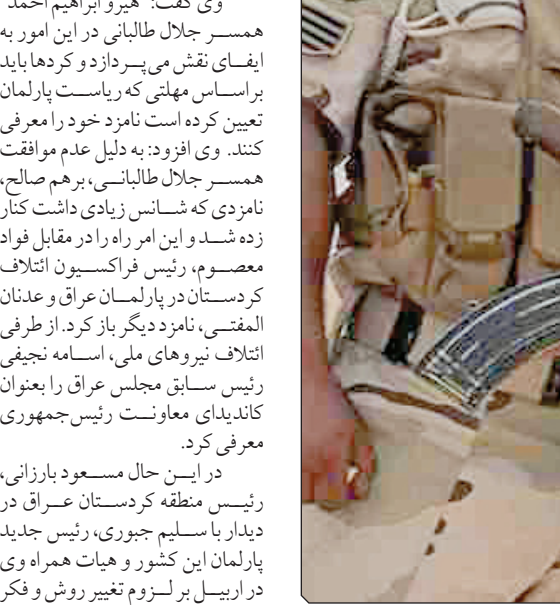 وی گفت: هیرو ابراهیم احمد
همسر جلال طالبانی در این امور به
ایفای نقش می پردازد و کردها باید
براساس مهلتی که ریاست پارلمان
تعیین کرده است نامزد خود را معرفی
کنند. وی افزود: به دلیل عدم موافقت
همسر جلال طالبانی، برهم صالح،
نامزدی که شانس زیادی داشت کنار
زده شد و این امر راه را در مقابل فواد
معصوم، رئیس فراکسیون ائتلاف
کردستان در پارلمان عراق و عدنان
المفتی، نامزد دیگر باز کرد. از طرفی
ائتلاف نیروهای ملی، اسامه نجیفی
رئیس سابق مجلس عراق را بعنوان
کاندیدای معاونت رئیس جمهوری
معرفی کرد.
در این حال مسعود بارزانی،
رئیس منطقه کردستان عراق در
دیدار با سلیم جبوری، رئیس جدید
پارلمان این کشور و هیات همراه وی
در اربیل بر لزوم تغییر روش و فکر